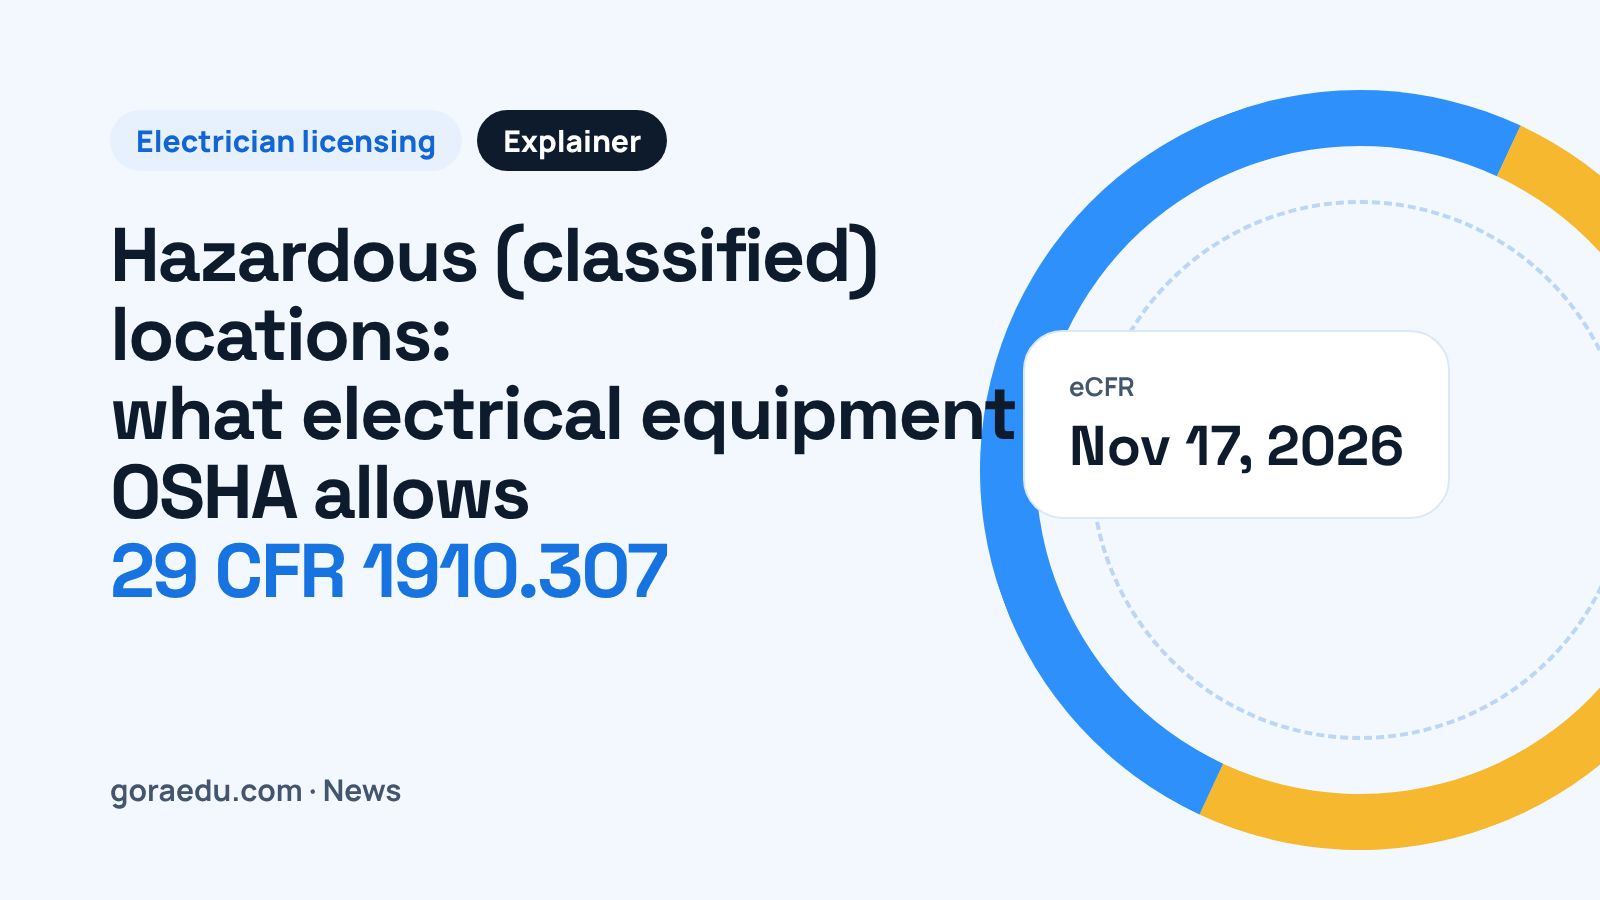 Electrician licensing
Explainer
Hazardous (classified)
locations:
what electrical equipment
OSHA allows
29 CFR 1910.307
eCFR
Nov 17, 2026
goraedu.com · News